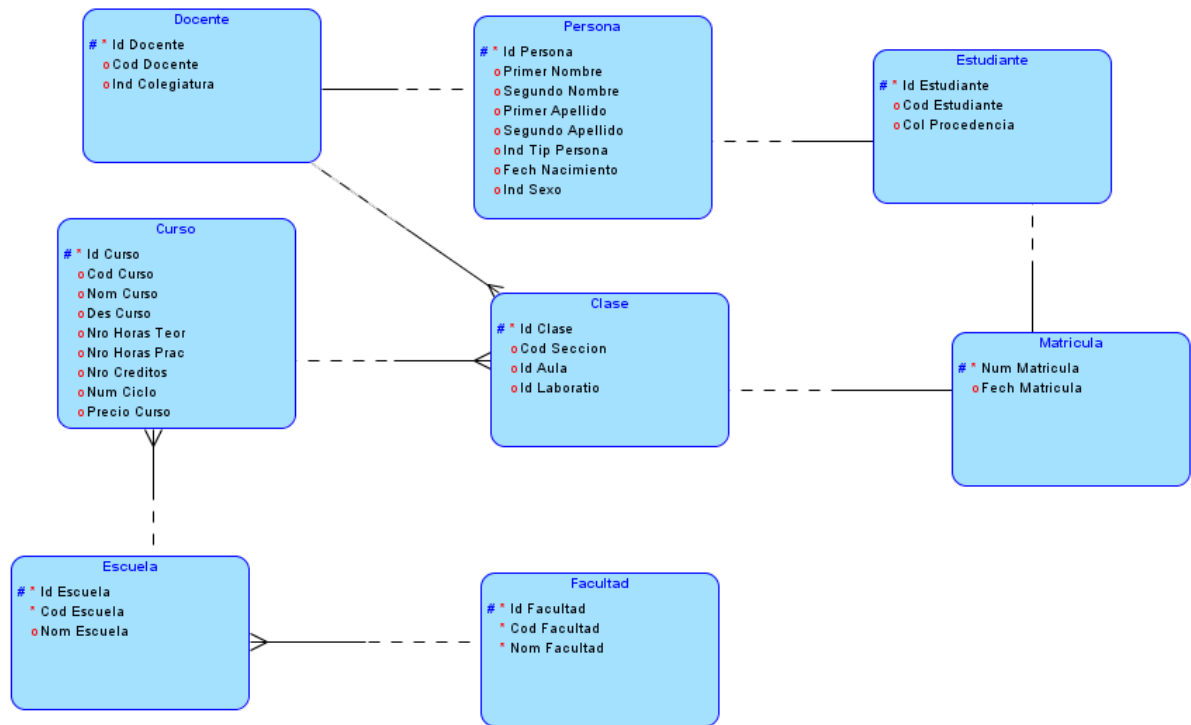 Docente
# * Id Docente
o Cod Docente
o Ind Colegiatura
Persona
# * Id Persona
o Primer Nombre
o Segundo Nombre
o Primer Apellido
o Segundo Apellido
o Ind Tip Persona
o Fech Nacimiento
o Ind Sexo
Estudiante
# * Id Estudiante
o Cod Estudiante
o Col Procedencia
Curso
# * Id Curso
o Cod Curso
o Nom Curso
o Des Curso
o Nro Horas Teor
o Nro Horas Prac
o Nro Creditos
o Num Ciclo
o Precio Curso
Clase
# * Id Clase
o Cod Seccion
o Id Aula
o Id Laboratio
Matricula
# * Num Matricula
o Fech Matricula
Escuela
# * Id Escuela
* Cod Escuela
o Nom Escuela
Facultad
# * Id Facultad
* Cod Facultad
* Nom Facultad